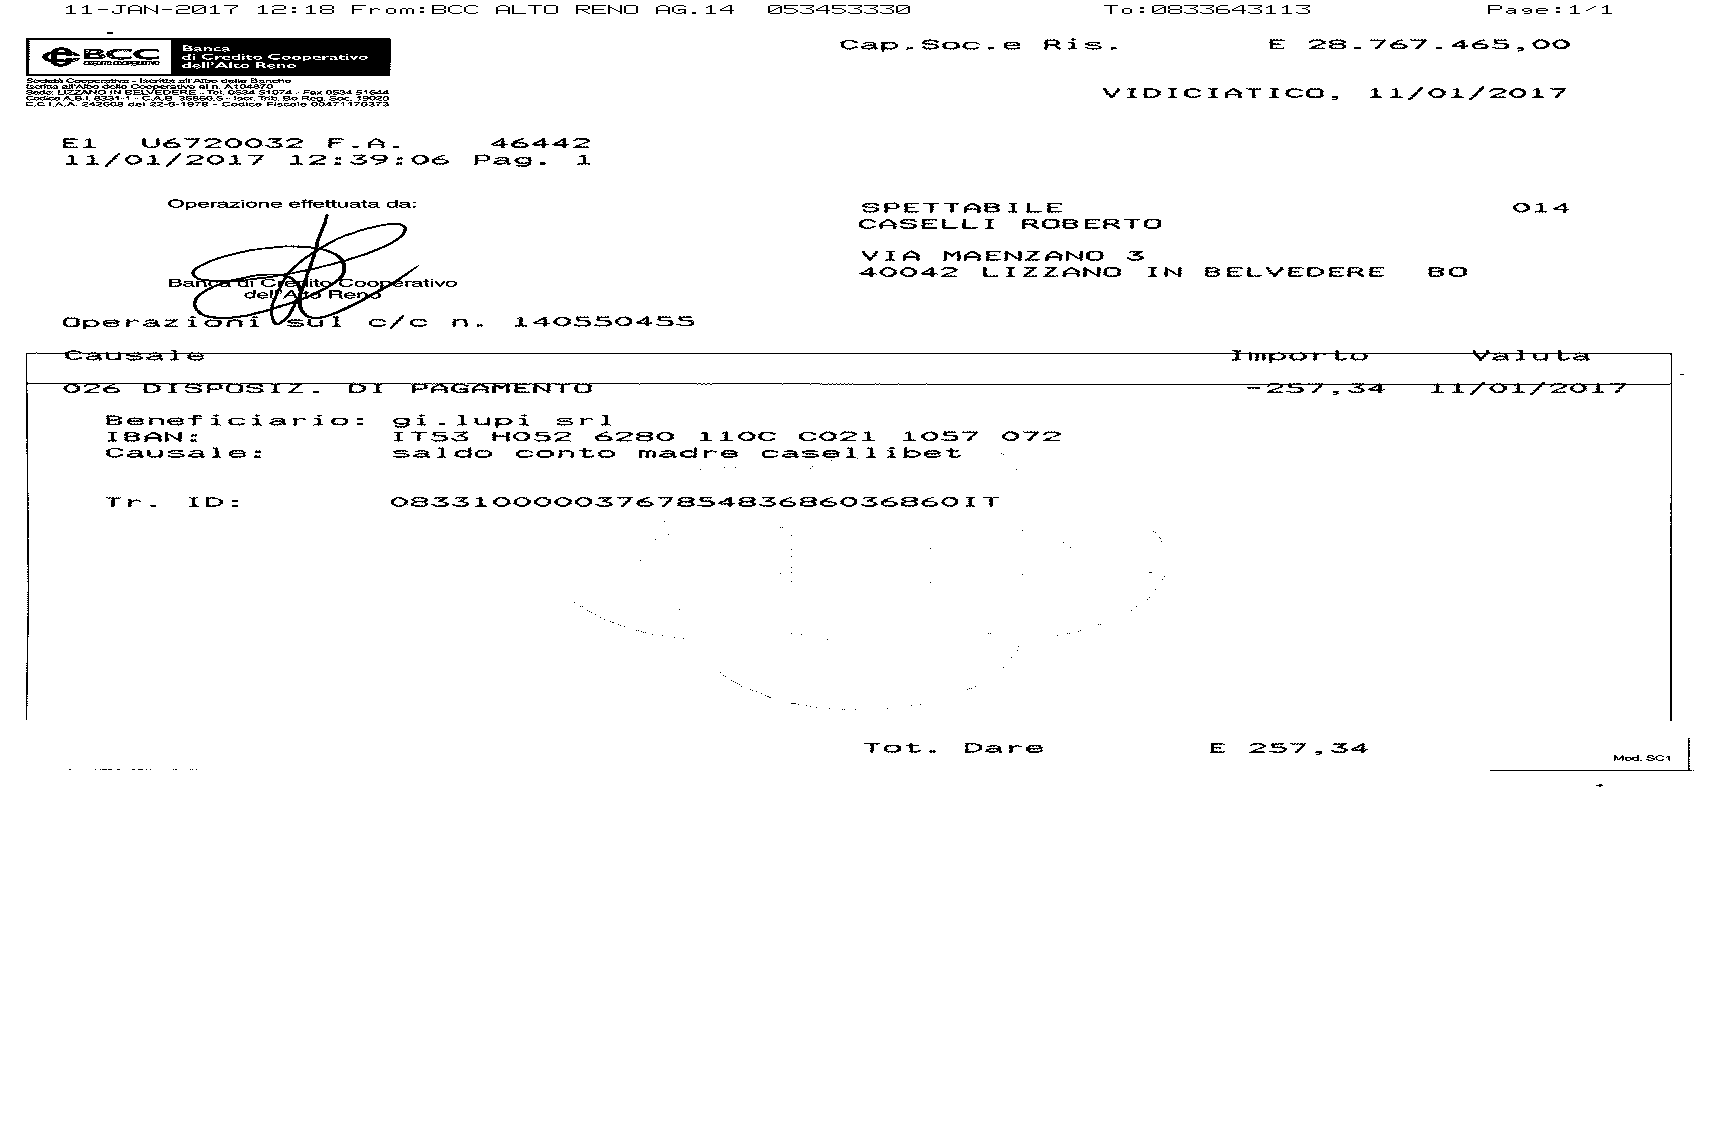 11-JAN-2017 12:18 From:BCC ALTO RENO AG.14 053453330 To:0833643113 Page:1/1
BCC
CREDITO COOPERATIVO
Banca
di Credito Cooperativo
dell'Alto Reno
Cap.Soc.e Ris. E 28.767.465,00
Società Cooperativa - Iscritta all'Albo delle Banche
Iscritta all'Albo delle Cooperative al n. A104870
Sede: LIZZANO IN BELVEDERE - Tel. 0534 51074 - Fax 0534 51644
Codice A.B.I. 8331-1 - C.A.B. 36860.5 - Iscr. Trib. Bo Reg. Soc. 19020
C.C.I.A.A. 242608 del 22-6-1978 - Codice Fiscale 00471170373
VIDICIATICO, 11/01/2017
E1 U6720032 F.A. 46442
11/01/2017 12:39:06 Pag. 1
Operazione effettuata da:
Banca di Credito Cooperativo
dell'Alto Reno
SPETTABILE 014
CASELLI ROBERTO
VIA MAENZANO 3
40042 LIZZANO IN BELVEDERE BO
Operazioni sul c/c n. 140550455
Causale Importo Valuta
026 DISPOSIZ. DI PAGAMENTO -257,34 11/01/2017
Beneficiario: gi.lupi srl
IBAN: IT53 H052 6280 110C C021 1057 072
Causale: saldo conto madre casellibet
Tr. ID: 0833100000376785483686036860IT
Tot. Dare E 257,34
Mod. SC1